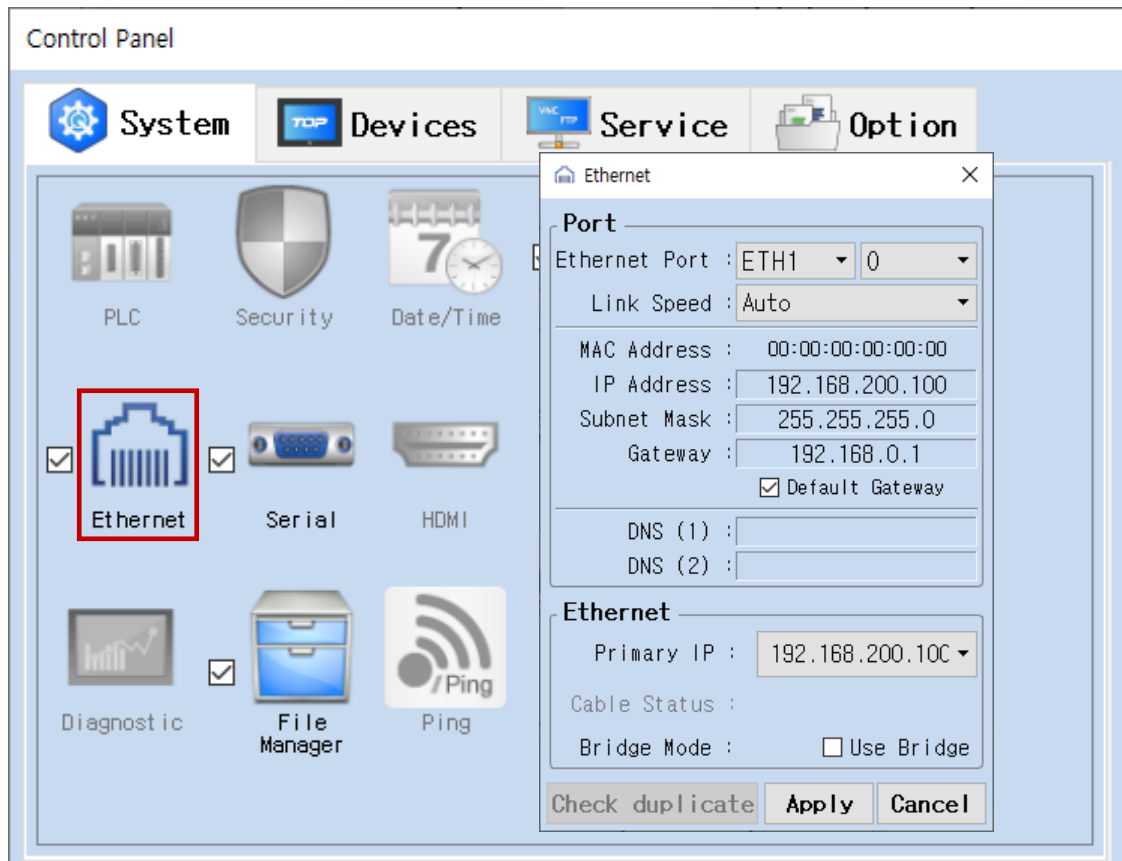 Control Panel
System
TOP
Devices
VNC
FTP
Service
Option
PLC
Security
7
Date/Time
Ethernet
Serial
HDMI
Diagnostic
File
Manager
/Ping
Ping
Ethernet
Port
Ethernet Port : ETH1 0
Link Speed : Auto
MAC Address : 00:00:00:00:00:00
IP Address : 192.168.200.100
Subnet Mask : 255.255.255.0
Gateway : 192.168.0.1
Default Gateway
DNS (1) :
DNS (2) :
Ethernet
Primary IP : 192.168.200.100
Cable Status :
Bridge Mode : Use Bridge
Check duplicate Apply Cancel